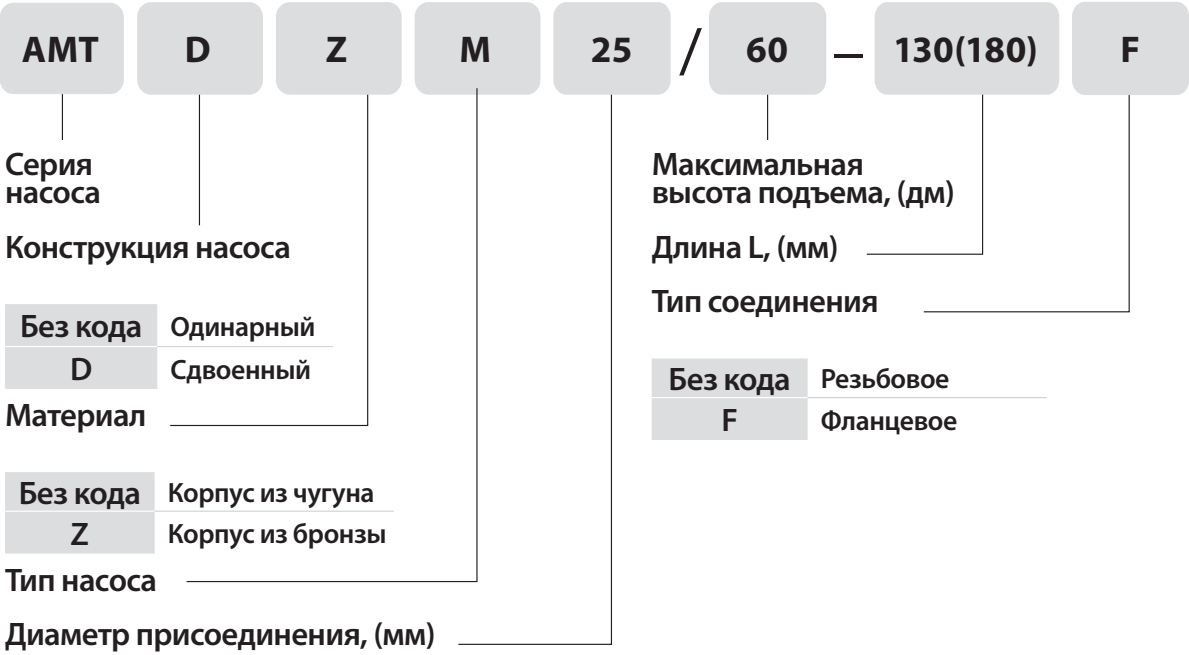 AMT D Z M 25 / 60 – 130(180) F
Серия
насоса
Конструкция насоса
Без кода Одинарный
D Сдвоенный
Материал
Без кода Корпус из чугуна
Z Корпус из бронзы
Тип насоса
Диаметр присоединения, (мм)
Максимальная
высота подъема, (дм)
Длина L, (мм)
Тип соединения
Без кода Резьбовое
F Фланцевое